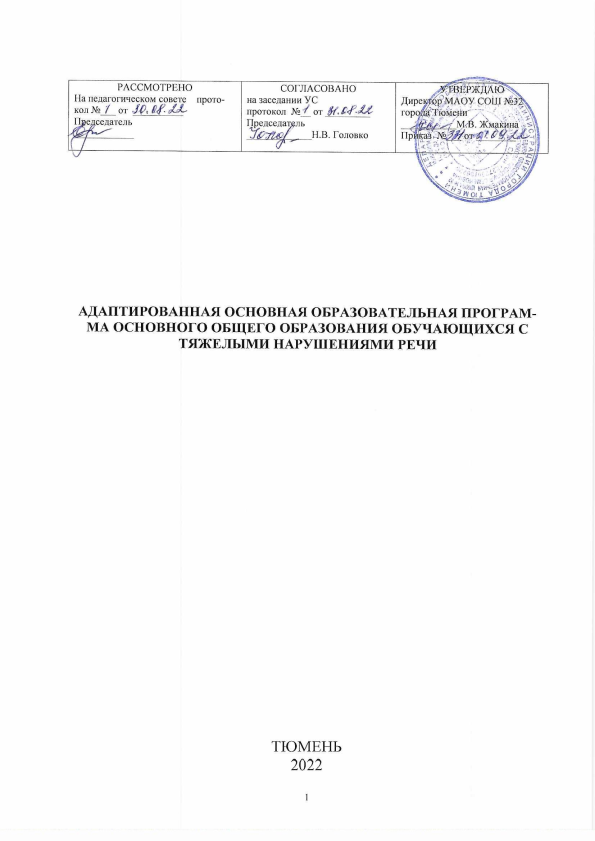 РАССМОТРЕНО
На педагогическом совете прото-
кол № 1 от 30.08.22
Председатель
СОГЛАСОВАНО
на заседании УС
протокол № 1 от 31.08.22
Председатель
Н.В. Головко
УТВЕРЖДАЮ
Директор МАОУ СОШ №32
города Тюмени
М.В. Жмакина
Приказ № от
АДАПТИРОВАННАЯ ОСНОВНАЯ ОБРАЗОВАТЕЛЬНАЯ ПРОГРАМ-
МА ОСНОВНОГО ОБЩЕГО ОБРАЗОВАНИЯ ОБУЧАЮЩИХСЯ С
ТЯЖЕЛЫМИ НАРУШЕНИЯМИ РЕЧИ
ТЮМЕНЬ
2022
1